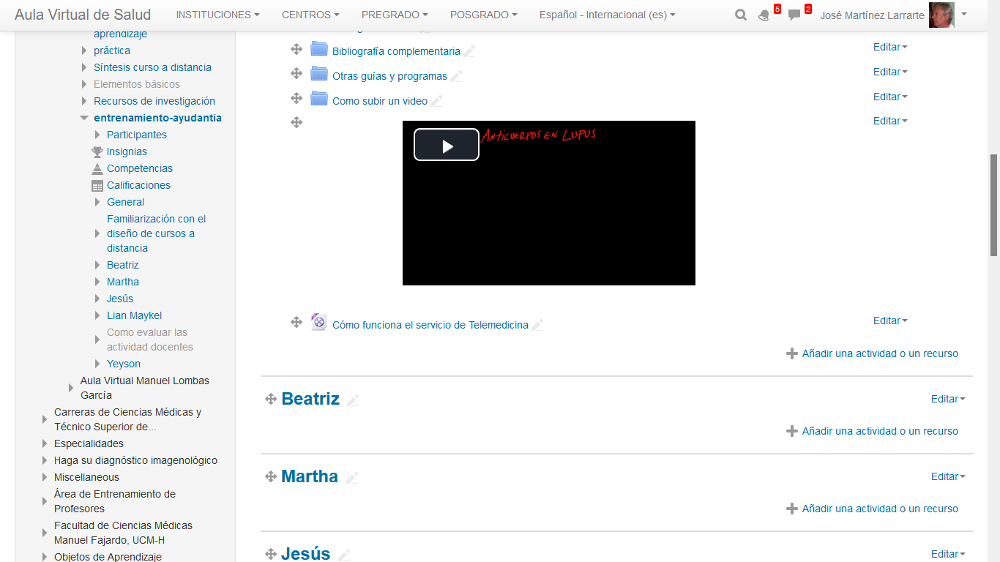 Aula Virtual de Salud INSTITUCIONES CENTROS PREGRADO POSGRADO Español - Internacional (es) 5 2 José Martínez Larrarte
aprendizaje
práctica
Síntesis curso a distancia
Elementos básicos
Recursos de investigación
entrenamiento-ayudantia
Participantes
Insignias
Competencias
Calificaciones
General
Familiarización con el
diseño de cursos a
distancia
Beatriz
Martha
Jesús
Lian Maykel
Como evaluar las
actividad docentes
Yeyson
Aula Virtual Manuel Lombas
García
Carreras de Ciencias Médicas y
Técnico Superior de...
Especialidades
Haga su diagnóstico imagenológico
Miscellaneous
Área de Entrenamiento de
Profesores
Facultad de Ciencias Médicas
Manuel Fajardo, UCM-H
Objetos de Aprendizaje
Bibliografía complementaria Editar
Otras guías y programas Editar
Como subir un video Editar
Editar
ANTICUERPOS EN LUPUS
Cómo funciona el servicio de Telemedicina Editar
Añadir una actividad o un recurso
Beatriz Editar
Añadir una actividad o un recurso
Martha Editar
Añadir una actividad o un recurso
Jesús Editar